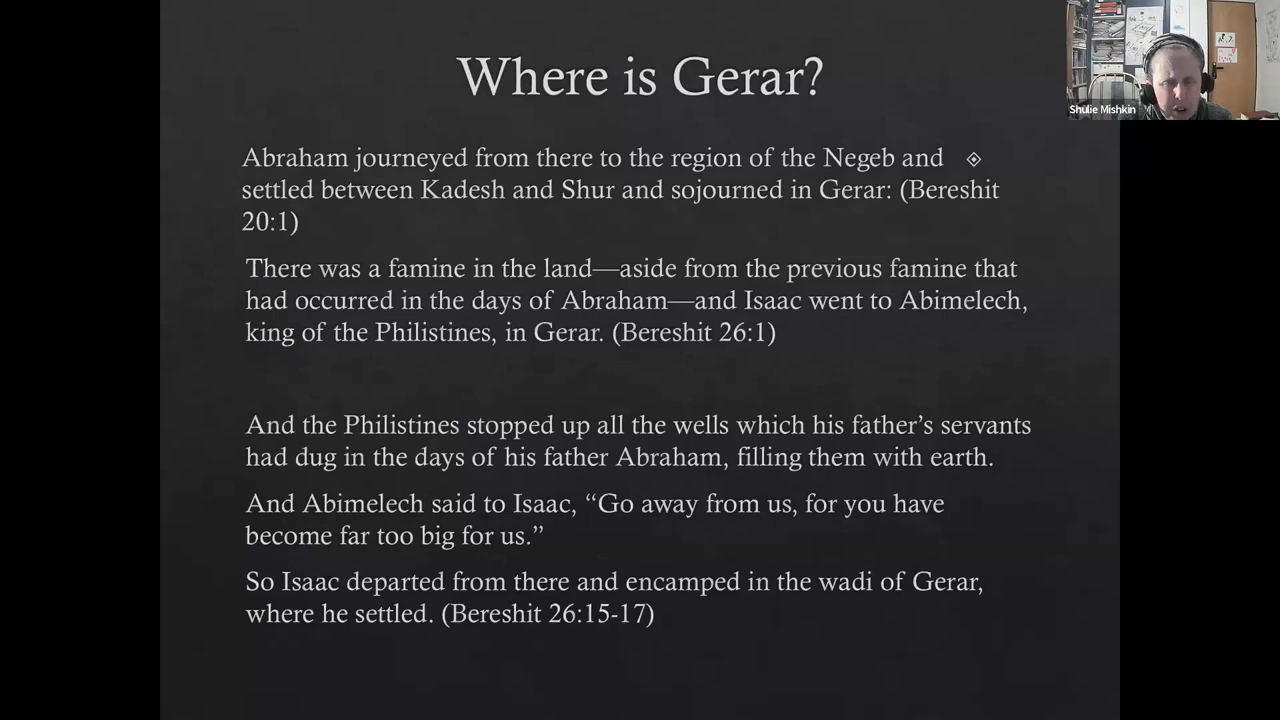 Where is Gerar?
Shulie Mishkin
Abraham journeyed from there to the region of the Negeb and
settled between Kadesh and Shur and sojourned in Gerar: (Bereshit
20:1)
There was a famine in the land—aside from the previous famine that
had occurred in the days of Abraham—and Isaac went to Abimelech,
king of the Philistines, in Gerar. (Bereshit 26:1)
And the Philistines stopped up all the wells which his father’s servants
had dug in the days of his father Abraham, filling them with earth.
And Abimelech said to Isaac, “Go away from us, for you have
become far too big for us.”
So Isaac departed from there and encamped in the wadi of Gerar,
where he settled. (Bereshit 26:15-17)